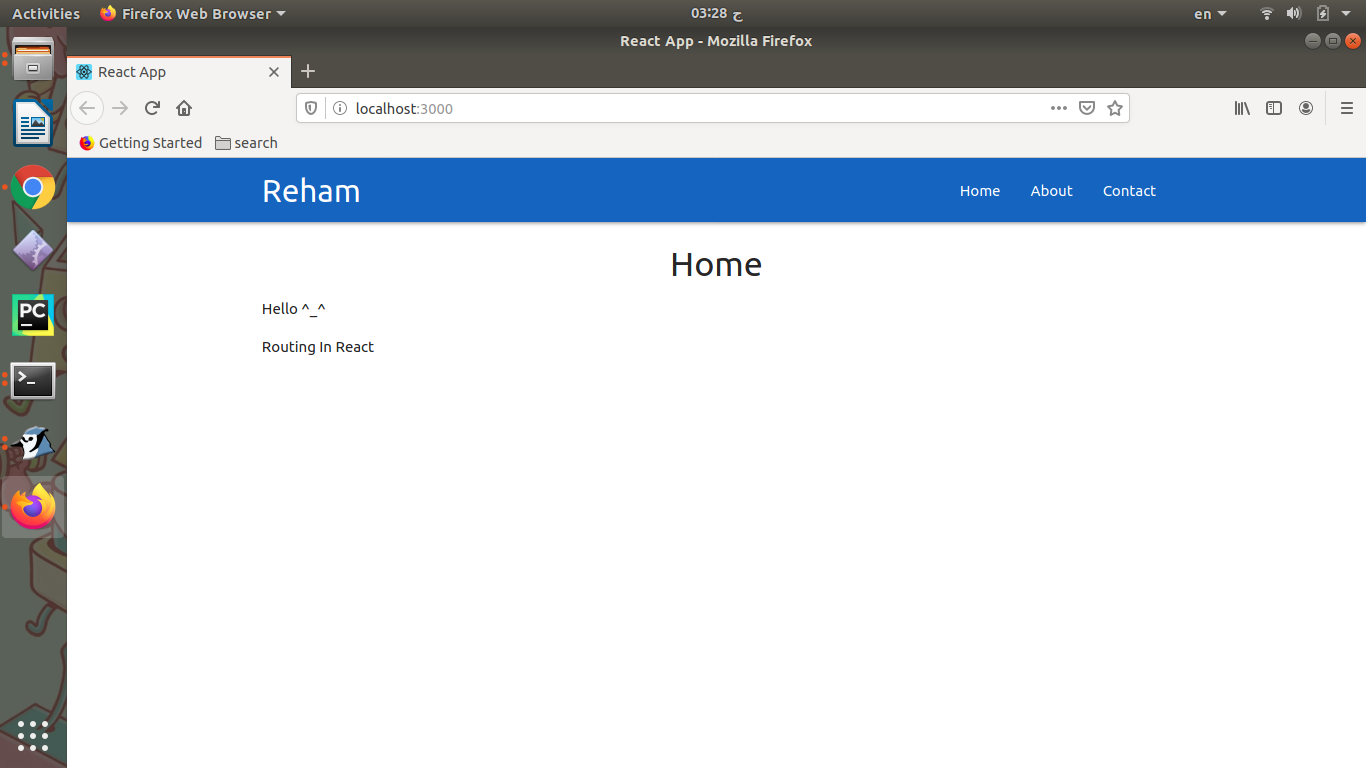 Activities Firefox Web Browser 03:28 ج en
React App - Mozilla Firefox
React App
localhost:3000
Getting Started search
Reham Home About Contact
Home
Hello ^_^
Routing In React
PC
>_